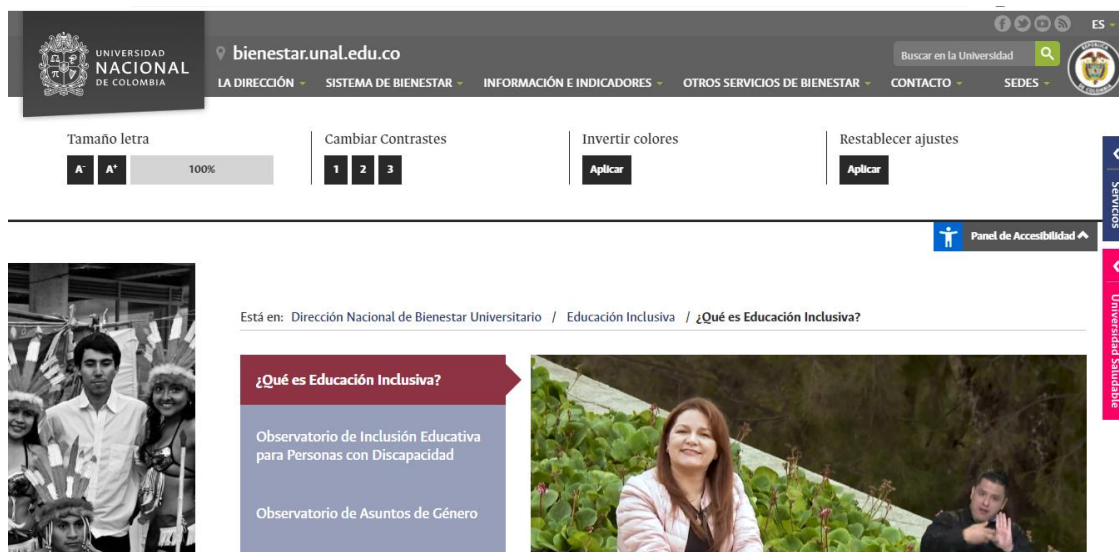 ES
UNIVERSIDAD
NACIONAL
DE COLOMBIA
bienestar.unal.edu.co
Buscar en la Universidad
LA DIRECCIÓN SISTEMA DE BIENESTAR INFORMACIÓN E INDICADORES OTROS SERVICIOS DE BIENESTAR CONTACTO SEDES
Tamaño letra Cambiar Contrastes Invertir colores Restablecer ajustes
A- A+ 100% 1 2 3 Aplicar Aplicar
Servicios
Panel de Accesibilidad
Universidad Saludable
Está en: Dirección Nacional de Bienestar Universitario / Educación Inclusiva / ¿Qué es Educación Inclusiva?
¿Qué es Educación Inclusiva?
Observatorio de Inclusión Educativa
para Personas con Discapacidad
Observatorio de Asuntos de Género